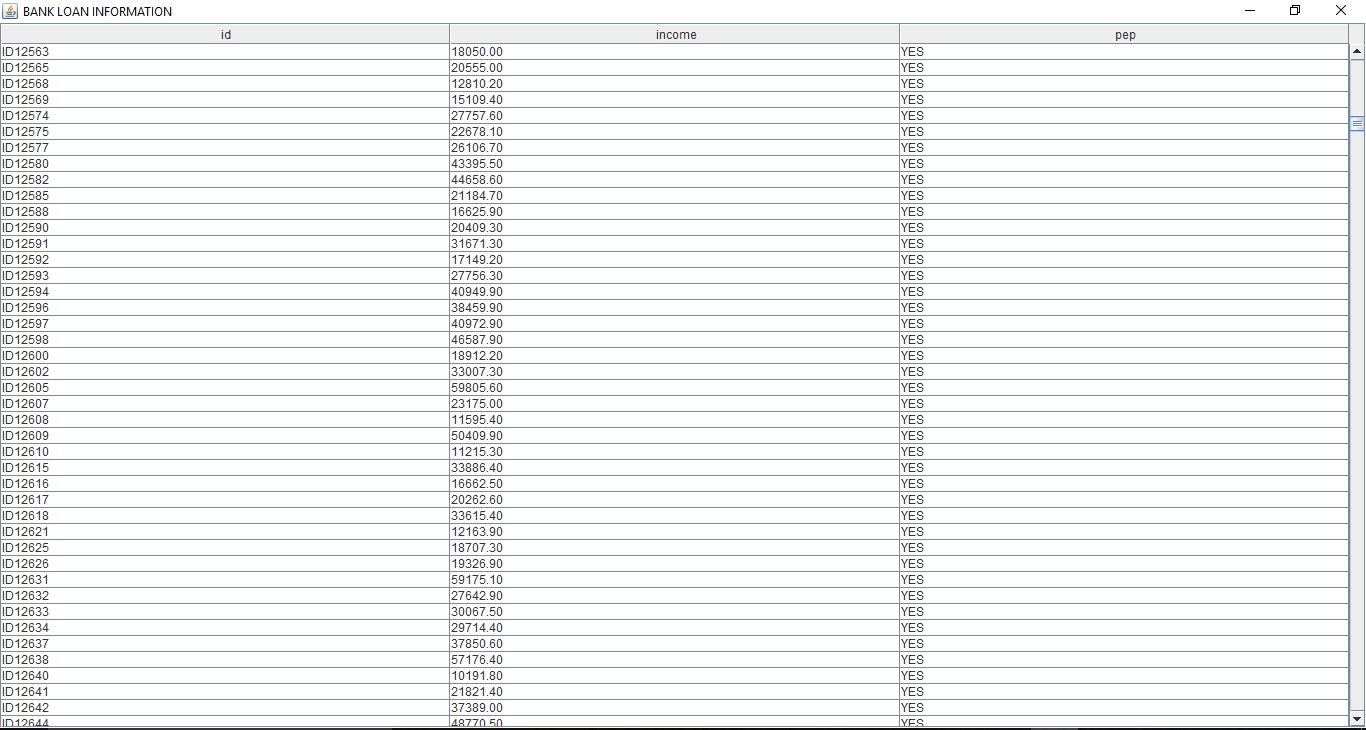 BANK LOAN INFORMATION
id income pep
ID12563 18050.00 YES
ID12565 20555.00 YES
ID12568 12810.20 YES
ID12569 15109.40 YES
ID12574 27757.60 YES
ID12575 22678.10 YES
ID12577 26106.70 YES
ID12580 43395.50 YES
ID12582 44658.60 YES
ID12585 21184.70 YES
ID12588 16625.90 YES
ID12590 20409.30 YES
ID12591 31671.30 YES
ID12592 17149.20 YES
ID12593 27756.30 YES
ID12594 40949.90 YES
ID12596 38459.90 YES
ID12597 40972.90 YES
ID12598 46587.90 YES
ID12600 18912.20 YES
ID12602 33007.30 YES
ID12605 59805.60 YES
ID12607 23175.00 YES
ID12608 11595.40 YES
ID12609 50409.90 YES
ID12610 11215.30 YES
ID12615 33886.40 YES
ID12616 16662.50 YES
ID12617 20262.60 YES
ID12618 33615.40 YES
ID12621 12163.90 YES
ID12625 18707.30 YES
ID12626 19326.90 YES
ID12631 59175.10 YES
ID12632 27642.90 YES
ID12633 30067.50 YES
ID12634 29714.40 YES
ID12637 37850.60 YES
ID12638 57176.40 YES
ID12640 10191.80 YES
ID12641 21821.40 YES
ID12642 37389.00 YES
ID12644 48770.50 YES